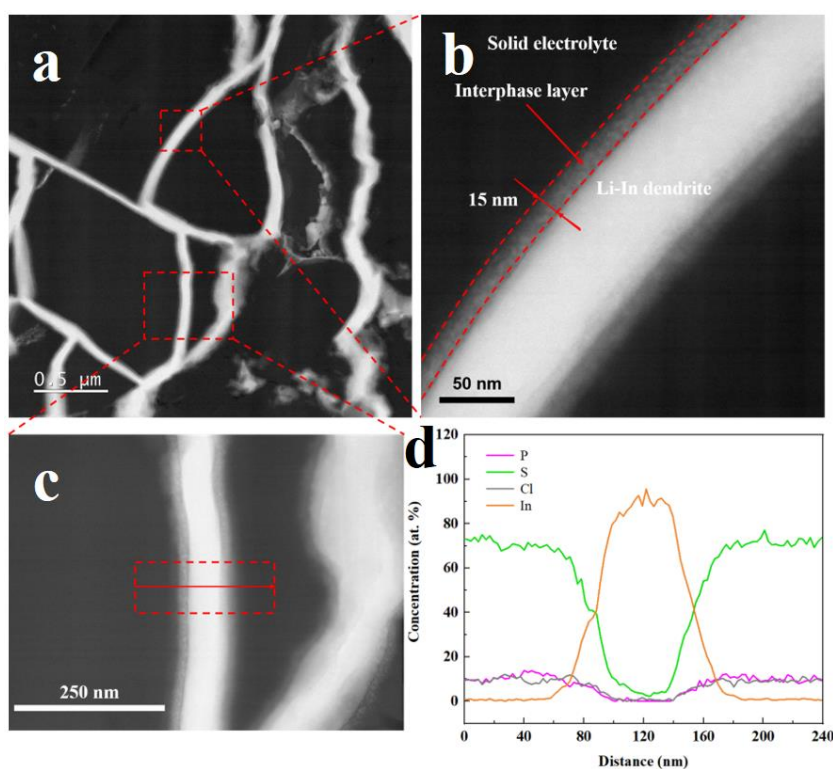 a
0.5 μm
b
Solid electrolyte
Interphase layer
Li-In dendrite
15 nm
50 nm
c
250 nm
d
P
S
Cl
In
120
100
80
60
40
20
0
Concentration (at. %)
0 40 80 120 160 200 240
Distance (nm)